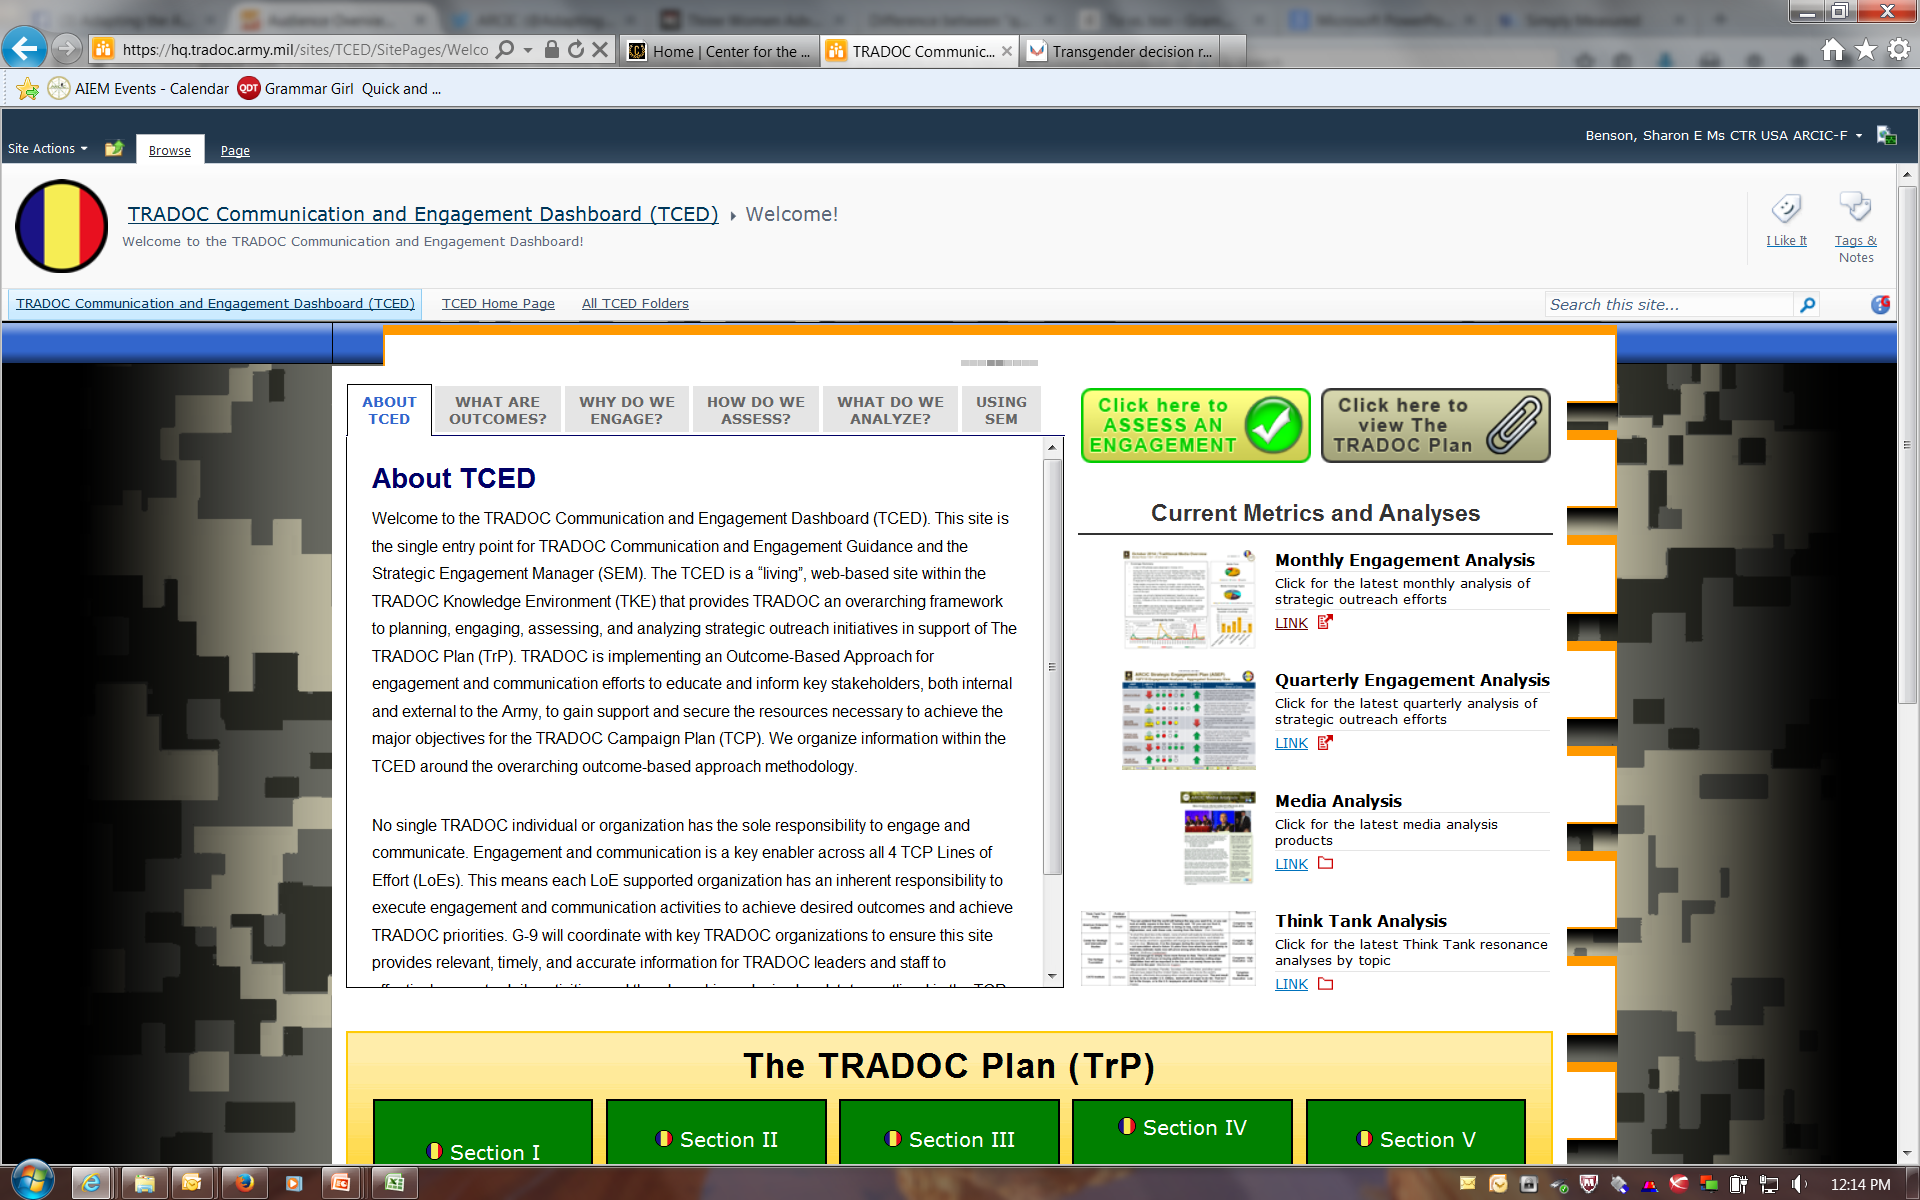 https://hq.tradoc.army.mil/sites/TCED/SitePages/Welco
Home | Center for the ...
TRADOC Communic...
Transgender decision r...
AIEM Events - Calendar
QDT
Grammar Girl Quick and ...
Site Actions
Browse
Page
Benson, Sharon E Ms CTR USA ARCIC-F
TRADOC Communication and Engagement Dashboard (TCED) Welcome!
Welcome to the TRADOC Communication and Engagement Dashboard!
I Like It
Tags &
Notes
TRADOC Communication and Engagement Dashboard (TCED)
TCED Home Page
All TCED Folders
Search this site...
ABOUT
TCED
WHAT ARE
OUTCOMES?
WHY DO WE
ENGAGE?
HOW DO WE
ASSESS?
WHAT DO WE
ANALYZE?
USING
SEM
About TCED
Welcome to the TRADOC Communication and Engagement Dashboard (TCED). This site is
the single entry point for TRADOC Communication and Engagement Guidance and the
Strategic Engagement Manager (SEM). The TCED is a “living”, web-based site within the
TRADOC Knowledge Environment (TKE) that provides TRADOC an overarching framework
to planning, engaging, assessing, and analyzing strategic outreach initiatives in support of The
TRADOC Plan (TrP). TRADOC is implementing an Outcome-Based Approach for
engagement and communication efforts to educate and inform key stakeholders, both internal
and external to the Army, to gain support and secure the resources necessary to achieve the
major objectives for the TRADOC Campaign Plan (TCP). We organize information within the
TCED around the overarching outcome-based approach methodology.
No single TRADOC individual or organization has the sole responsibility to engage and
communicate. Engagement and communication is a key enabler across all 4 TCP Lines of
Effort (LoEs). This means each LoE supported organization has an inherent responsibility to
execute engagement and communication activities to achieve desired outcomes and achieve
TRADOC priorities. G-9 will coordinate with key TRADOC organizations to ensure this site
provides relevant, timely, and accurate information for TRADOC leaders and staff to
Click here to
ASSESS AN
ENGAGEMENT
Click here to
view The
TRADOC Plan
Current Metrics and Analyses
Monthly Engagement Analysis
Click for the latest monthly analysis of
strategic outreach efforts
LINK
Quarterly Engagement Analysis
Click for the latest quarterly analysis of
strategic outreach efforts
LINK
Media Analysis
Click for the latest media analysis
products
LINK
Think Tank Analysis
Click for the latest Think Tank resonance
analyses by topic
LINK
The TRADOC Plan (TrP)
Section I
Section II
Section III
Section IV
Section V
12:14 PM